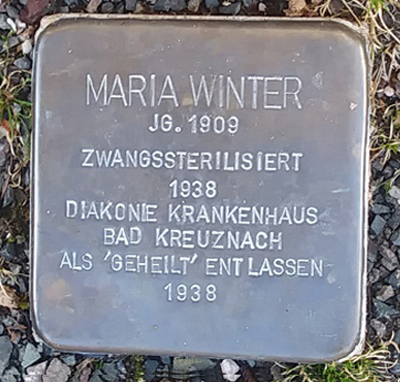 MARIA WINTER
JG. 1909
ZWANGSSTERILISIERT
1938
DIAKONIE KRANKENHAUS
BAD KREUZNACH
ALS 'GEHEILT' ENTLASSEN
1938